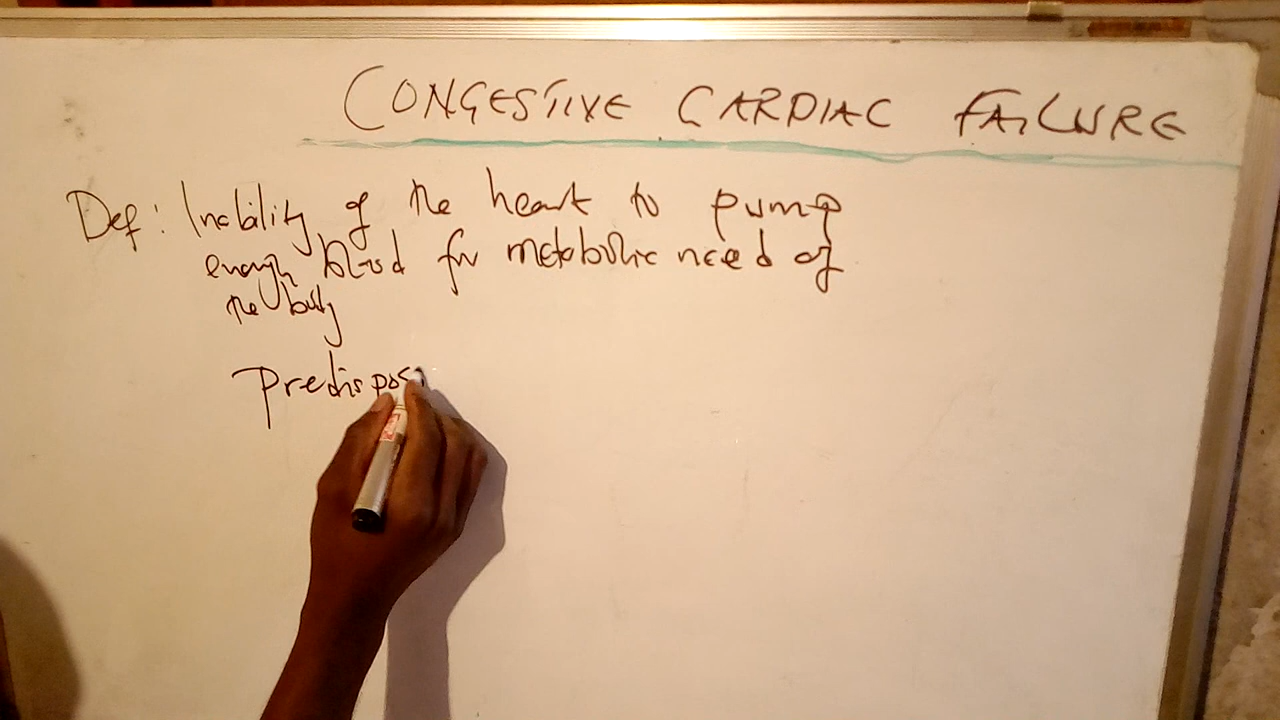 CONGESTIVE CARDIAC FAILURE
Def: Inability of the heart to pump
enough blood for metabolic need of
the body
Predispos